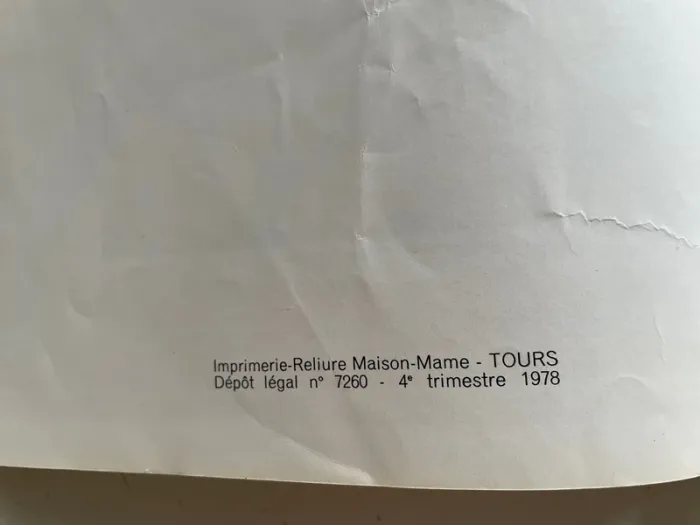 Imprimerie-Reliure Maison-Mame - TOURS
Dépôt légal n° 7260 - 4e trimestre 1978